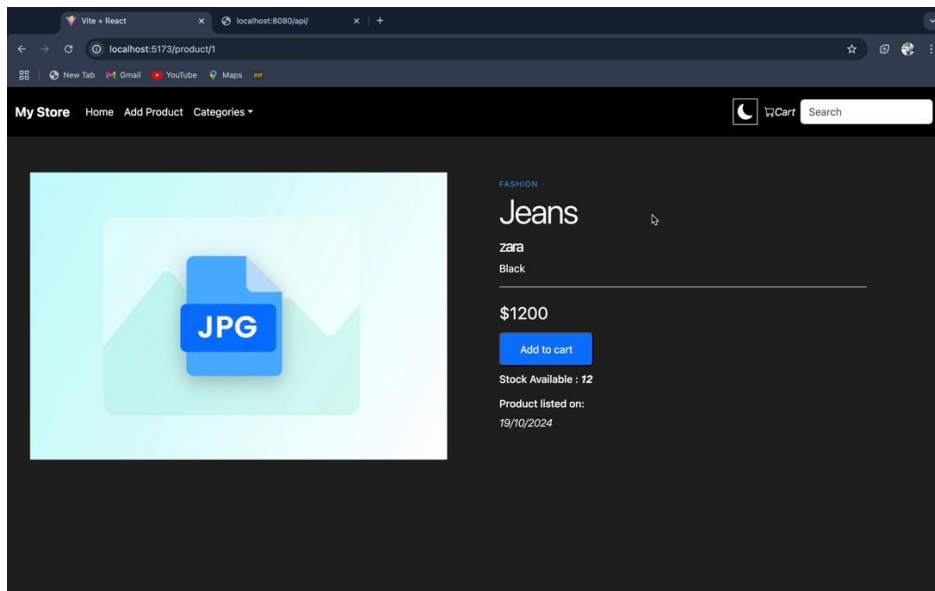 Vite + React
localhost:8080/api/
localhost:5173/product/1
New Tab Gmail YouTube Maps mt
My Store Home Add Product Categories Cart Search
JPG
FASHION
Jeans
zara
Black
$1200
Add to cart
Stock Available : 12
Product listed on:
19/10/2024